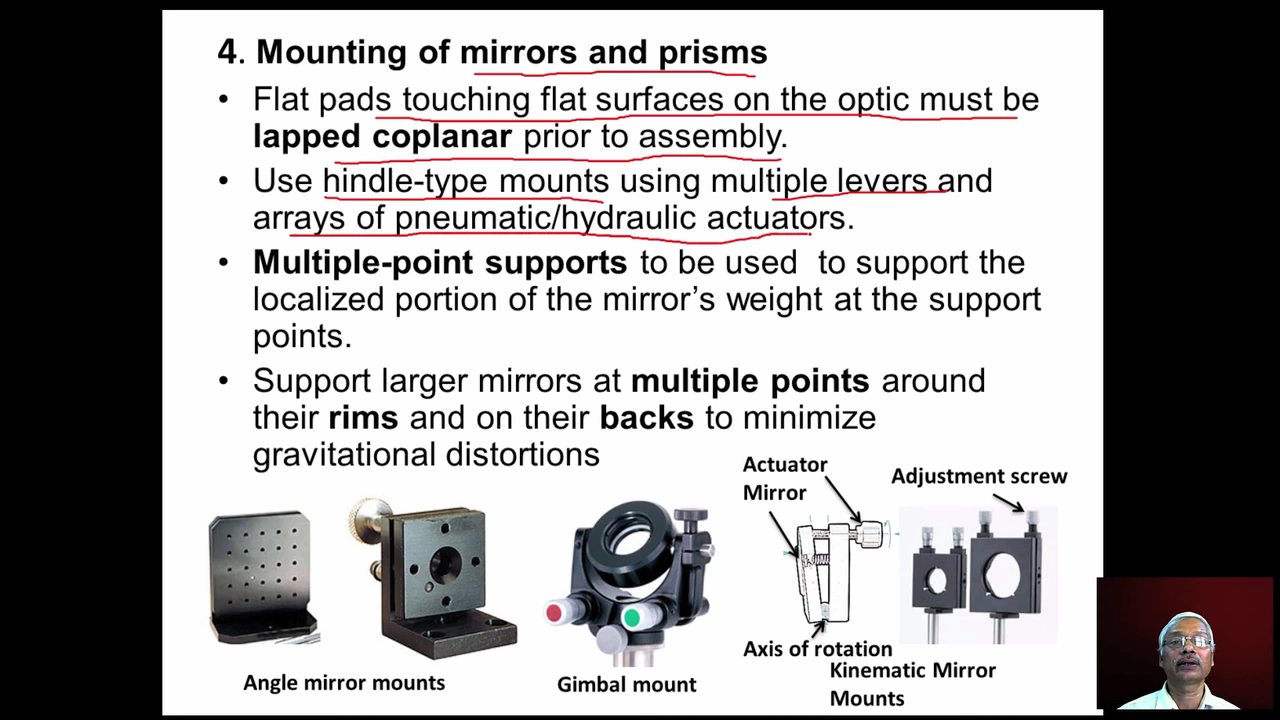 4. Mounting of mirrors and prisms
• Flat pads touching flat surfaces on the optic must be
lapped coplanar prior to assembly.
• Use hindle-type mounts using multiple levers and
arrays of pneumatic/hydraulic actuators.
• Multiple-point supports to be used to support the
localized portion of the mirror's weight at the support
points.
• Support larger mirrors at multiple points around
their rims and on their backs to minimize
gravitational distortions
Actuator
Mirror
Adjustment screw
Axis of rotation
Angle mirror mounts
Gimbal mount
Kinematic Mirror
Mounts